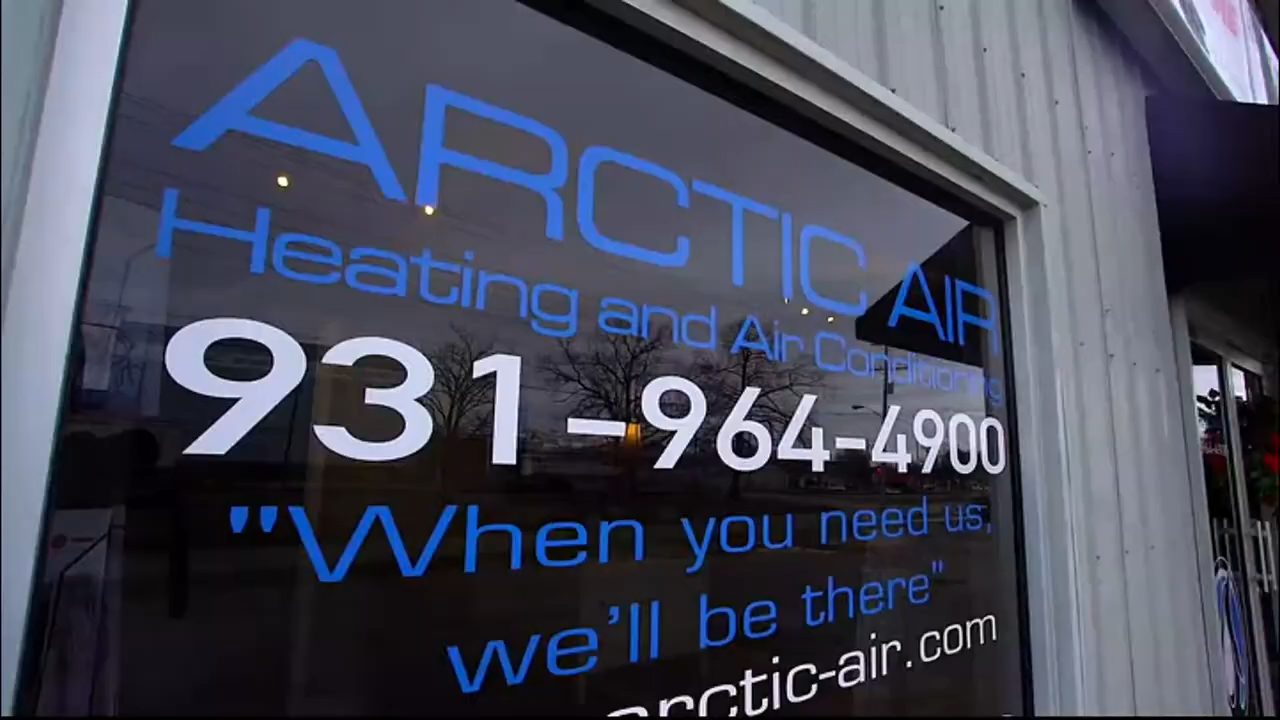 ARCTIC AIR
Heating and Air Conditioning
931-964-4900
"When you need us,
we'll be there"
arctic-air.com